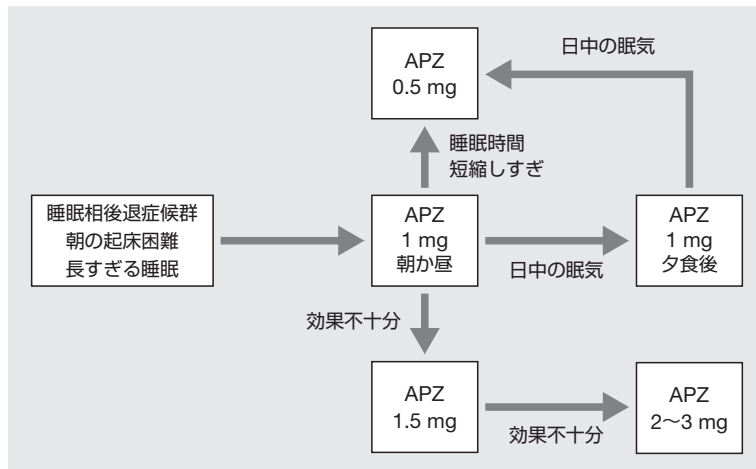 APZ
0.5 mg
日中の眠気
睡眠時間
短縮しすぎ
睡眠相後退症候群
朝の起床困難
長すぎる睡眠
APZ
1 mg
朝か昼
日中の眠気
APZ
1 mg
夕食後
効果不十分
APZ
1.5 mg
効果不十分
APZ
2〜3 mg